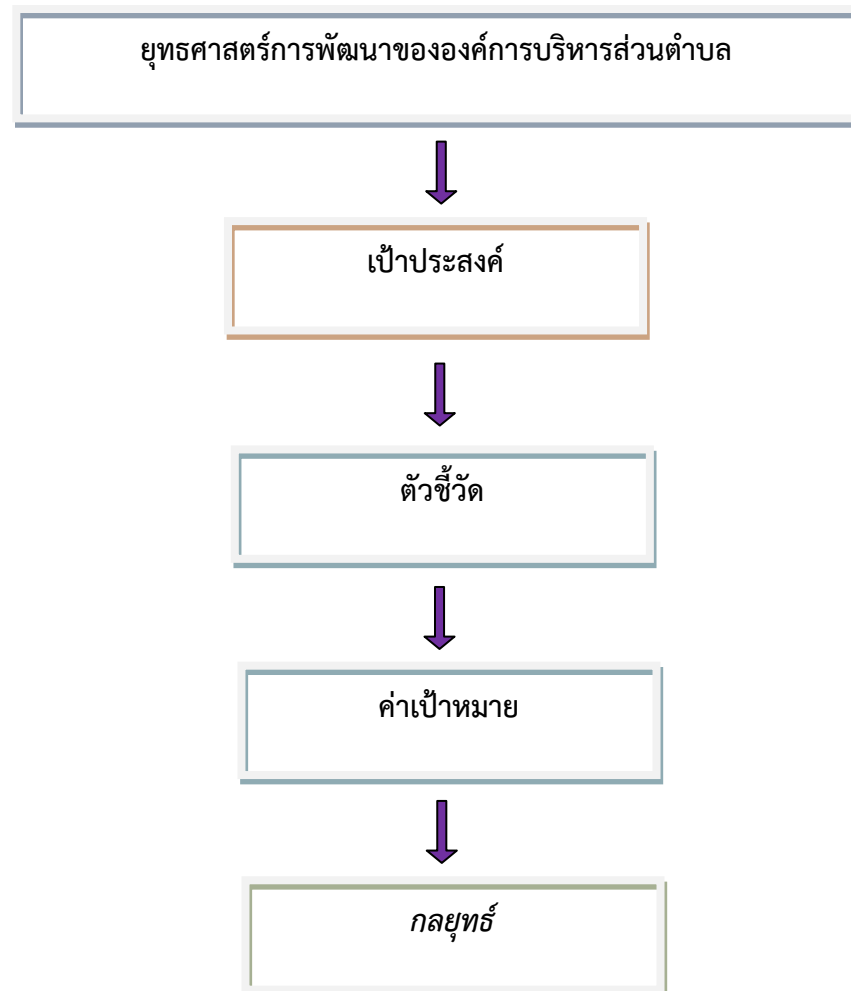 ยุทธศาสตร์การพัฒนาขององค์การบริหารส่วนตำบล
เป้าประสงค์
ตัวชี้วัด
ค่าเป้าหมาย
กลยุทธ์